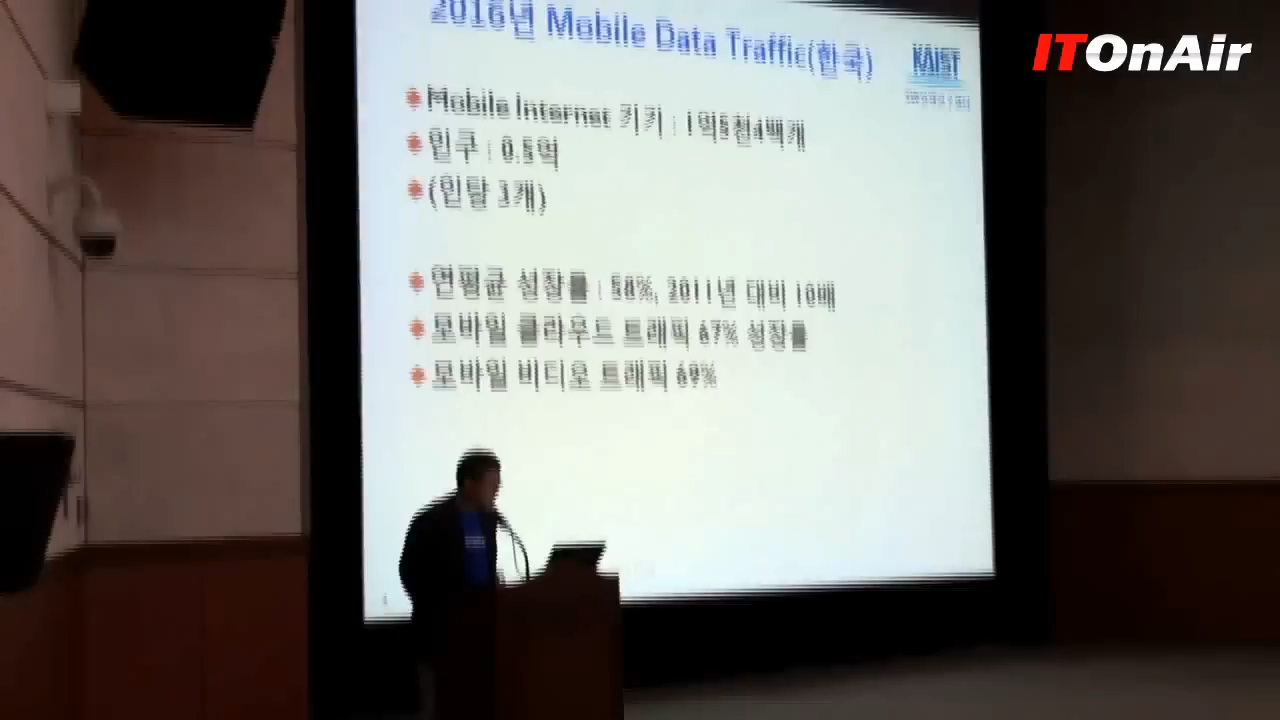 ITOnAir
2016년 Mobile Data Traffic(한국)
KAIST
Mobile Internet 기기 : 1억5천4백개
인구 : 0.5억
(인당 3개)
연평균 성장률 : 58%, 2011년 대비 10배
모바일 클라우드 트래픽 67% 성장률
모바일 비디오 트래픽 69%